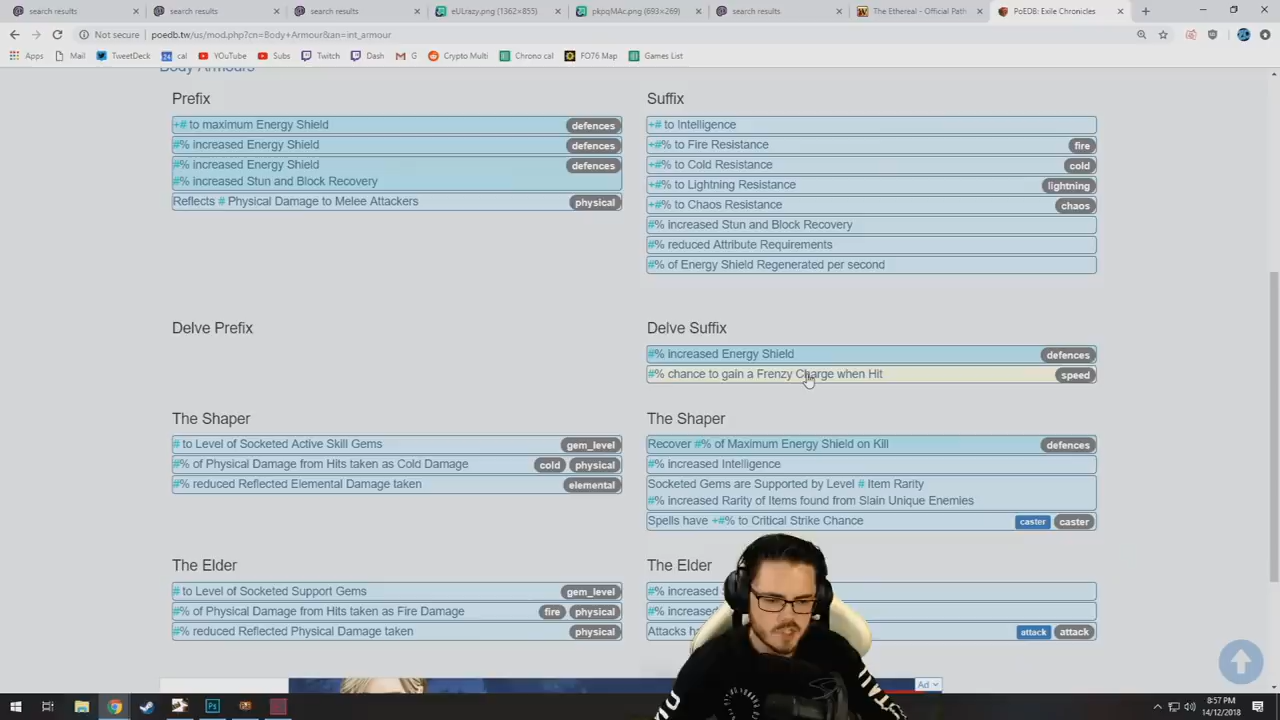 search results
search results
search results
eULrazy.png (1362×855)
pkpqMAc.png (693×269)
search results
The Ethereal - Official Path
PoEDB: Exile Chronicles
Not secure
poedb.tw/us/mod.php?cn=Body+Armour&an=int_armour
Apps
Mail
TweetDeck
cal
YouTube
Subs
Twitch
Dash
G
Crypto Multi
Chrono cal
FO76 Map
Games List
Body Armours
Prefix
+# to maximum Energy Shield defences
#% increased Energy Shield defences
#% increased Energy Shield defences
#% increased Stun and Block Recovery
Reflects # Physical Damage to Melee Attackers physical
Suffix
+# to Intelligence
+#% to Fire Resistance fire
+#% to Cold Resistance cold
+#% to Lightning Resistance lightning
+#% to Chaos Resistance chaos
#% increased Stun and Block Recovery
#% reduced Attribute Requirements
#% of Energy Shield Regenerated per second
Delve Prefix
Delve Suffix
#% increased Energy Shield defences
#% chance to gain a Frenzy Charge when Hit speed
The Shaper
# to Level of Socketed Active Skill Gems gem_level
#% of Physical Damage from Hits taken as Cold Damage cold physical
#% reduced Reflected Elemental Damage taken elemental
The Shaper
Recover #% of Maximum Energy Shield on Kill defences
#% increased Intelligence
Socketed Gems are Supported by Level # Item Rarity
#% increased Rarity of Items found from Slain Unique Enemies
Spells have +#% to Critical Strike Chance caster caster
The Elder
# to Level of Socketed Support Gems gem_level
#% of Physical Damage from Hits taken as Fire Damage fire physical
#% reduced Reflected Physical Damage taken physical
The Elder
#% increased
#% increased
Attacks attack attack
Ad
8:57 PM
14/12/2018